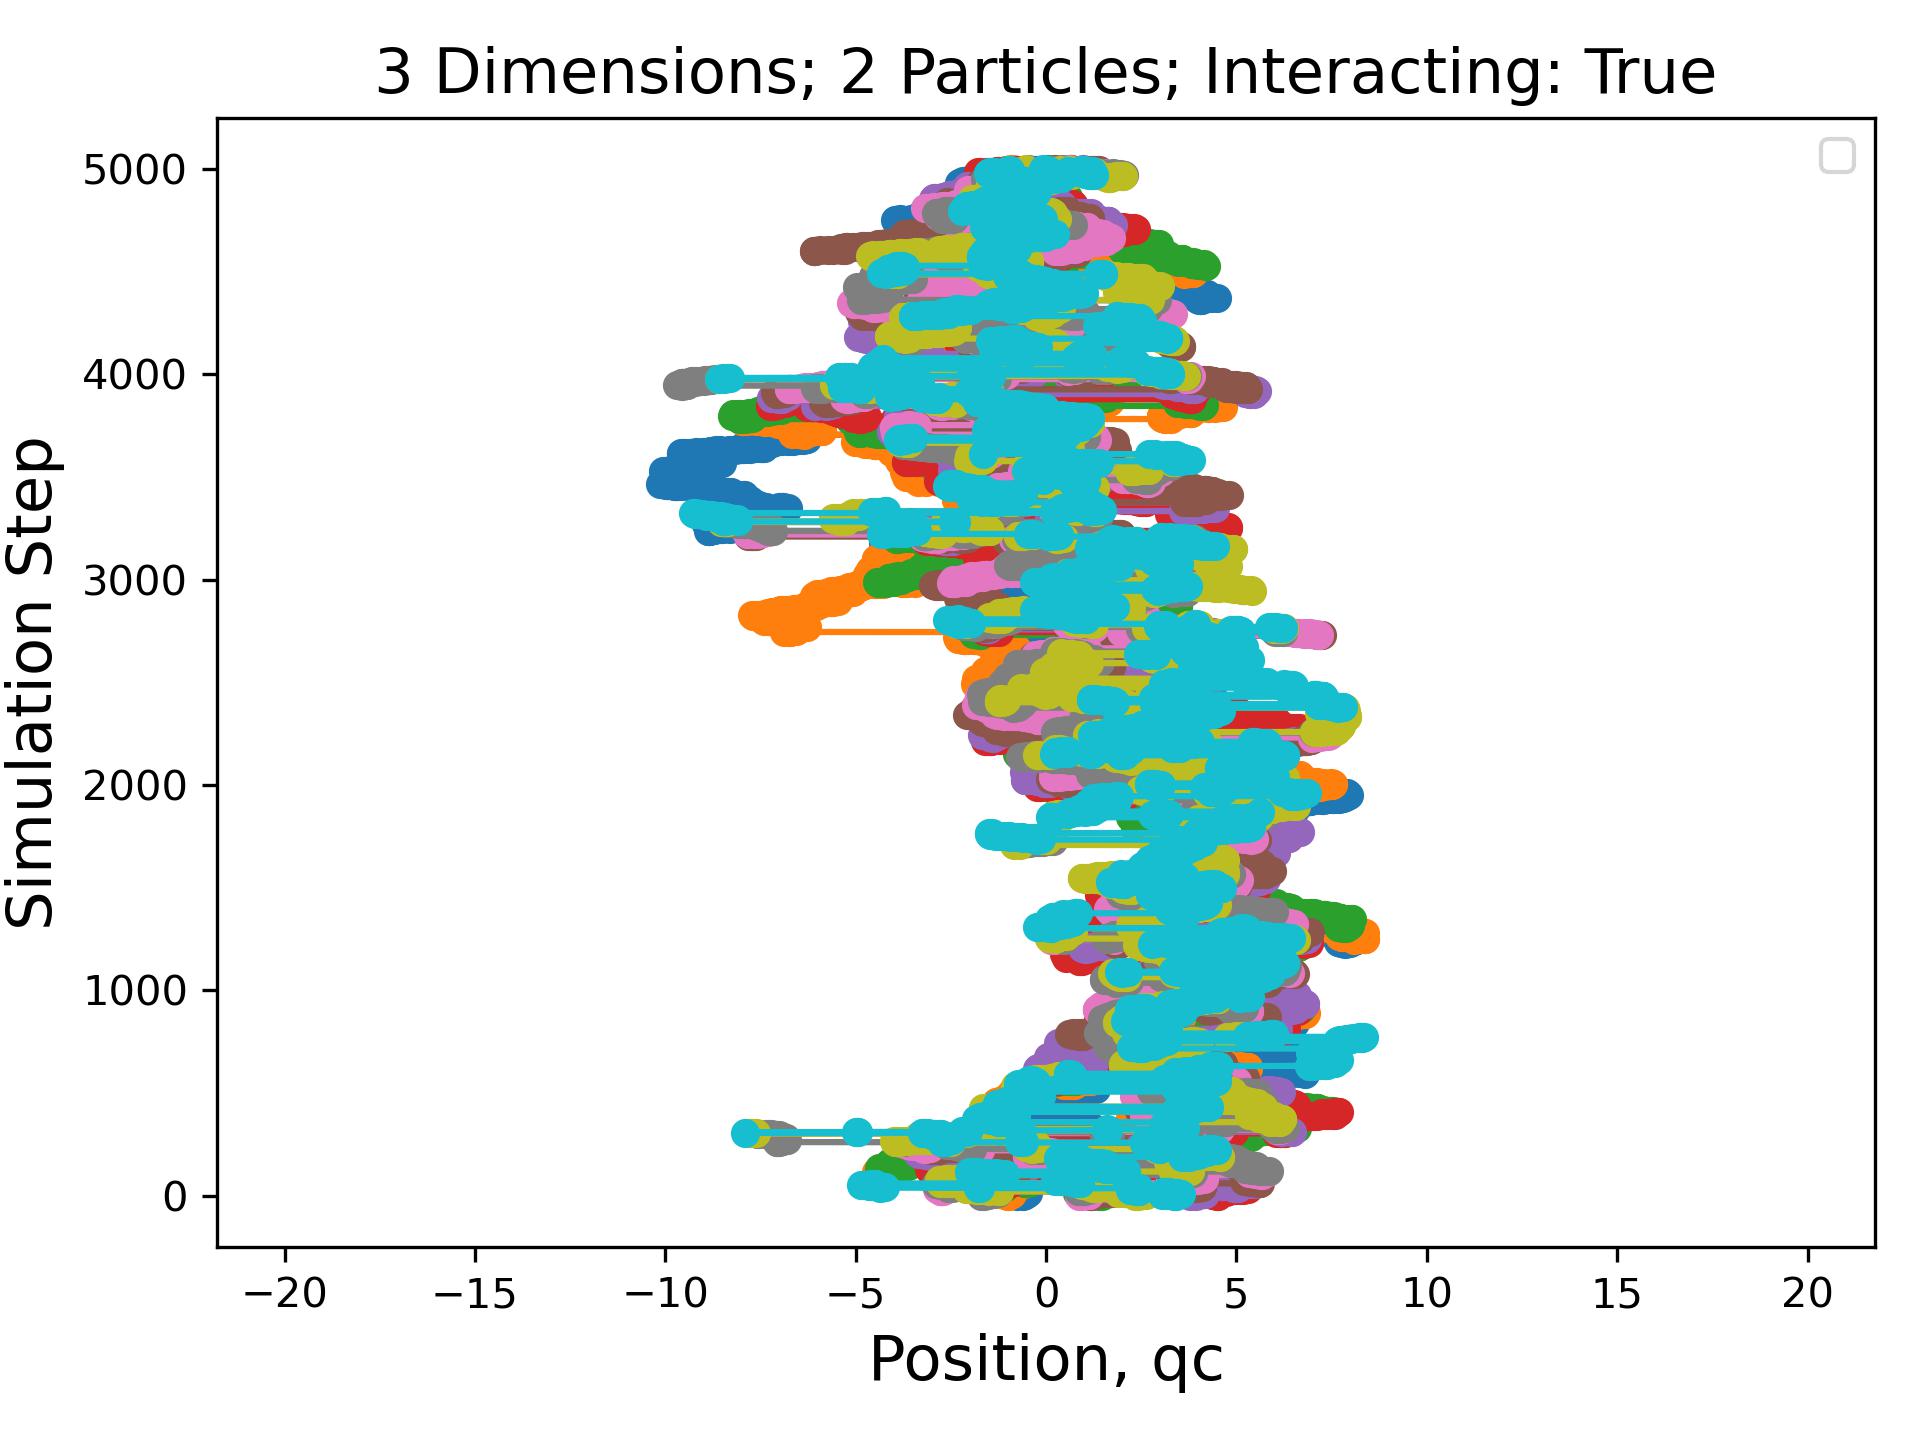 3 Dimensions; 2 Particles; Interacting: True
Simulation Step
5000
4000
3000
2000
1000
0
−20 −15 −10 −5 0 5 10 15 20
Position, qc